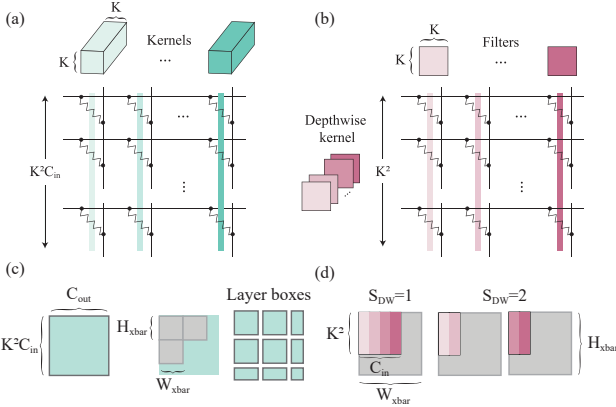 (a)
K
Kernels
...
K
K²C_in
...
...
(b)
K
Filters
...
K
Depthwise
kernel
...
K²
...
...
(c)
C_out
K²C_in
H_xbar
W_xbar
Layer boxes
(d)
S_DW=1
S_DW=2
K²
C_in
W_xbar
H_xbar